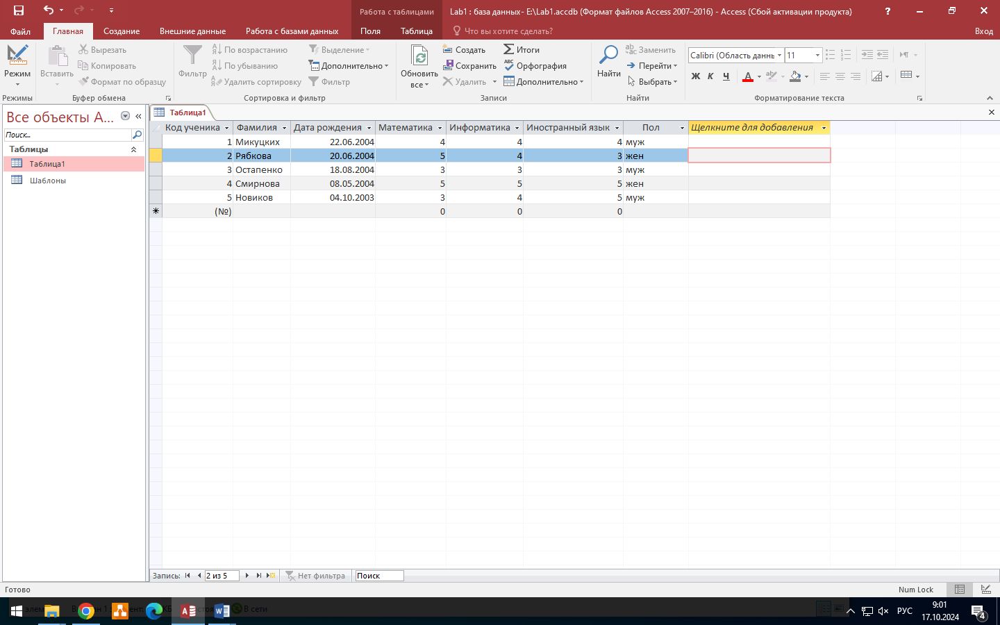 Работа с таблицами
Lab1 : база данных- E:\Lab1.accdb (Формат файлов Access 2007–2016) - Access (Сбой активации продукта)
?
Файл Главная Создание Внешние данные Работа с базами данных Поля Таблица Что вы хотите сделать? Вход
Режим
Режимы
Вставить
Вырезать
Копировать
Формат по образцу
Буфер обмена
Фильтр
По возрастанию
По убыванию
Удалить сортировку
Выделение
Дополнительно
Фильтр
Сортировка и фильтр
Обновить
все
Создать
Сохранить
Удалить
Итоги
Орфография
Дополнительно
Записи
Найти
Заменить
Перейти
Выбрать
Найти
Calibri (Область данн 11
Ж К Ч А
Форматирование текста
Все объекты A...
Поиск...
Таблицы
Таблица1
Шаблоны
Таблица1
Код ученика Фамилия Дата рождения Математика Информатика Иностранный язык Пол Щелкните для добавления
1 Микуцких 22.06.2004 4 4 4 муж
2 Рябкова 20.06.2004 5 4 3 жен
3 Остапенко 18.08.2004 3 3 3 муж
4 Смирнова 08.05.2004 5 5 5 жен
5 Новиков 04.10.2003 3 4 5 муж
(№) 0 0 0
Запись: 2 из 5 Нет фильтра Поиск
Готово Num Lock
В сети
РУС
9:01
17.10.2024
4